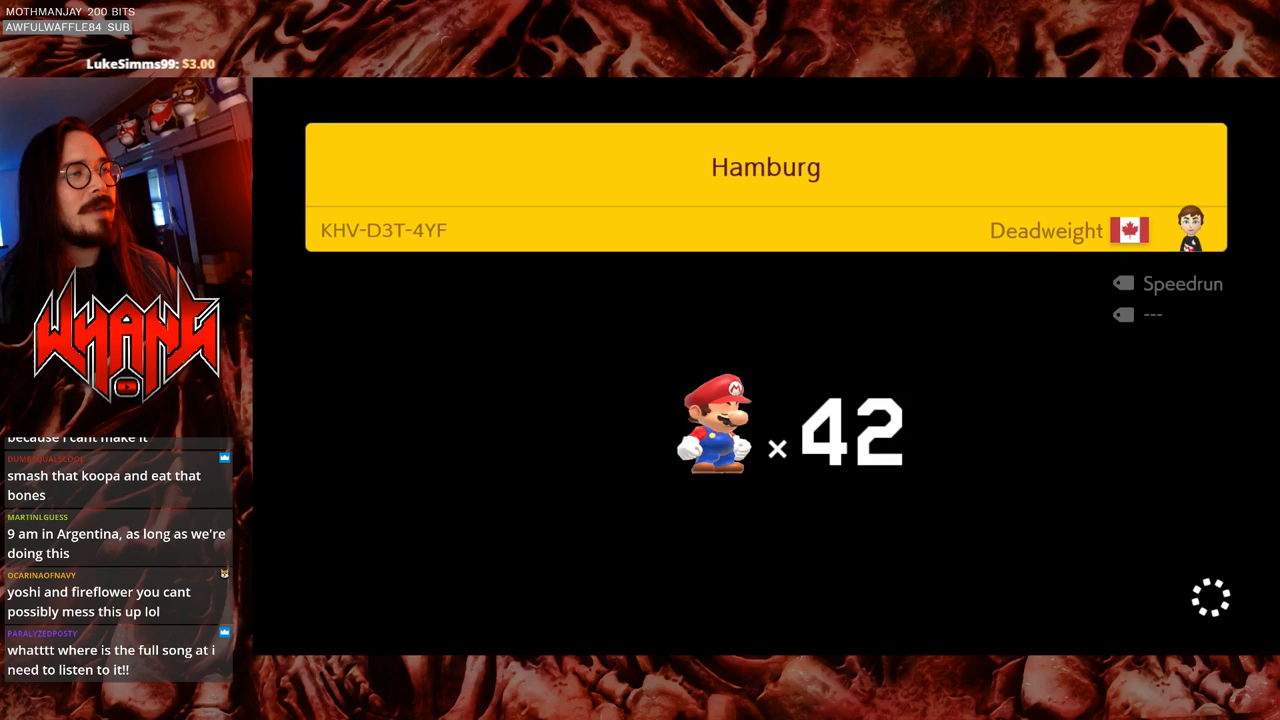 MOTHMANJAY 200 BITS
AWFULWAFFLE84 SUB
LukeSimms99: $3.00
Hamburg
KHV-D3T-4YF
Deadweight
Speedrun
---
× 42
WYANG
because i cant make it
smash that koopa and eat that
bones
MARTINLGUESS
9 am in Argentina, as long as we're
doing this
OCARINAOFNAVY
yoshi and fireflower you cant
possibly mess this up lol
PARALYZEDPOSTY
whatttt where is the full song at i
need to listen to it!!